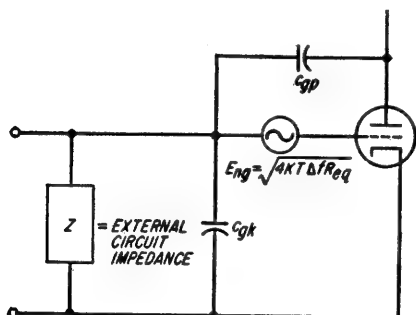 Cgp
Eng = √4KTΔfReq
Z
= EXTERNAL
CIRCUIT
IMPEDANCE
Cgk